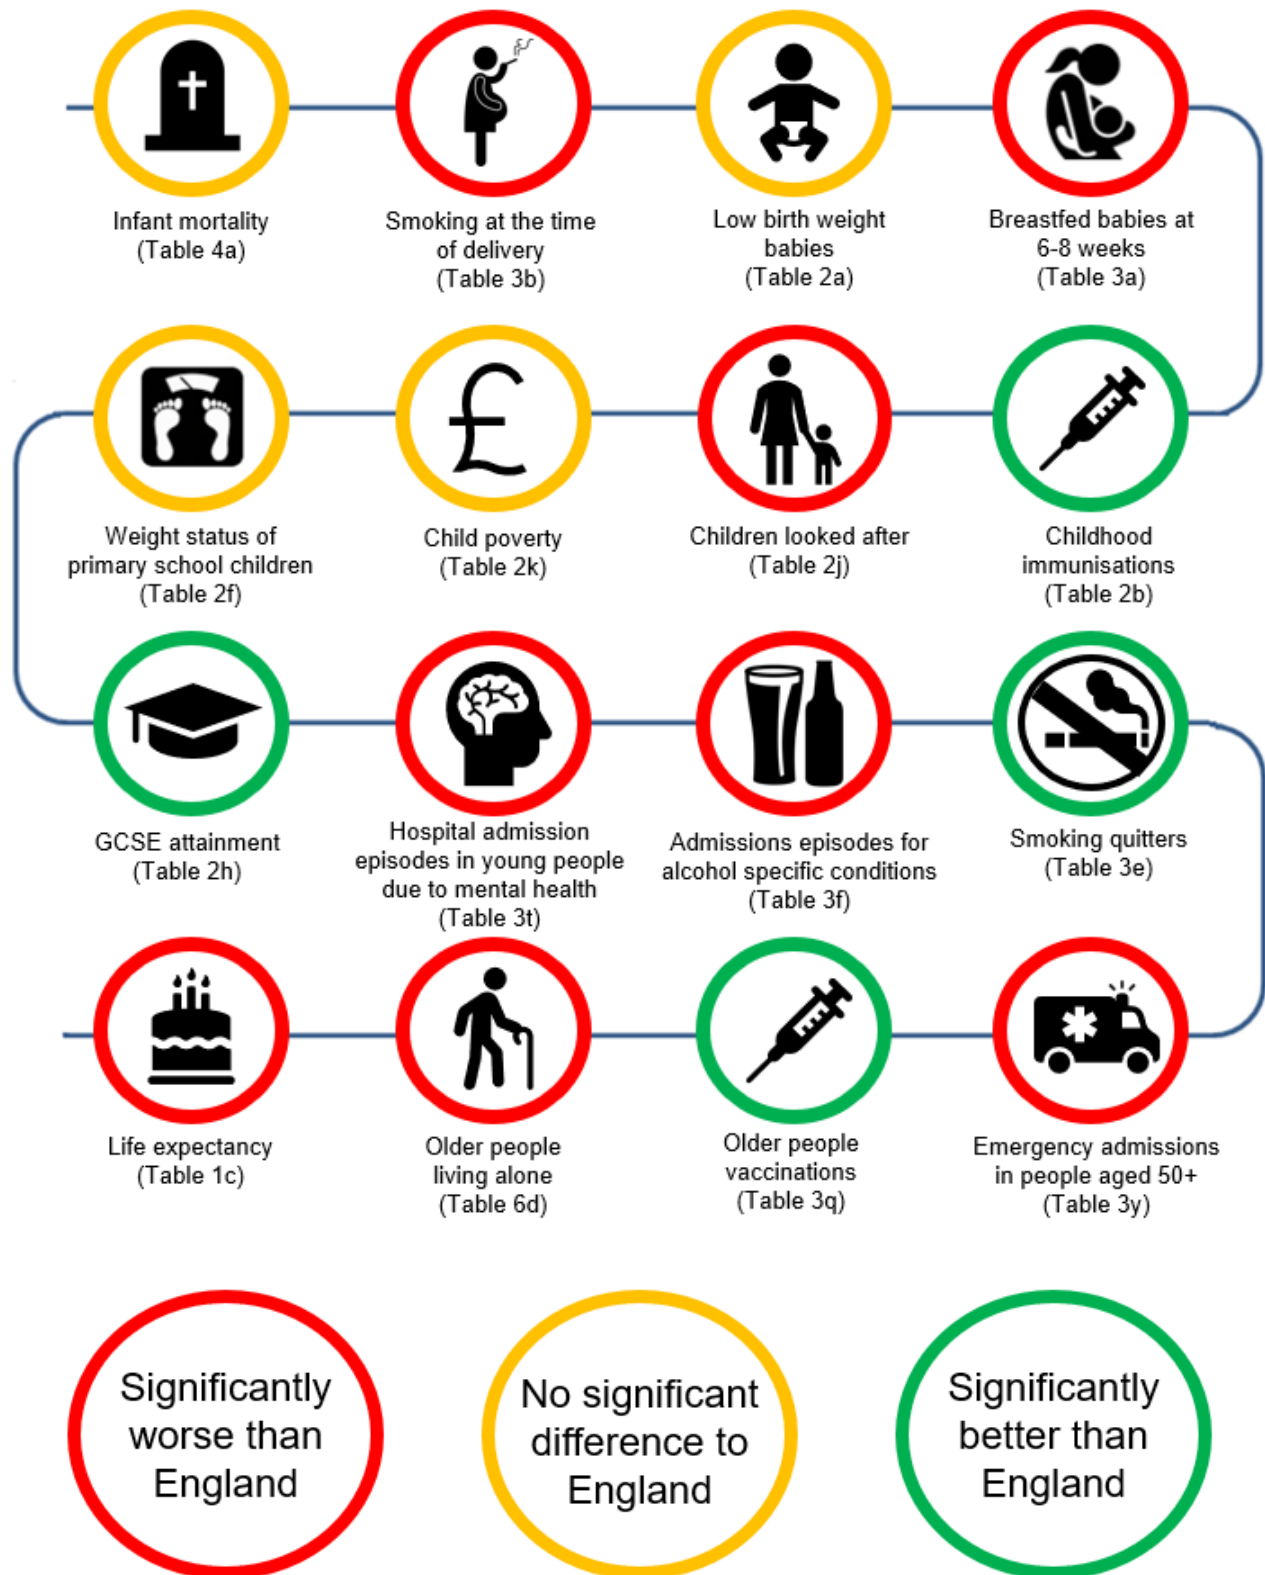 Infant mortality
(Table 4a)
Smoking at the time
of delivery
(Table 3b)
Low birth weight
babies
(Table 2a)
Breastfed babies at
6-8 weeks
(Table 3a)
Weight status of
primary school children
(Table 2f)
£
Child poverty
(Table 2k)
Children looked after
(Table 2j)
Childhood
immunisations
(Table 2b)
GCSE attainment
(Table 2h)
Hospital admission
episodes in young people
due to mental health
(Table 3t)
Admissions episodes for
alcohol specific conditions
(Table 3f)
Smoking quitters
(Table 3e)
Life expectancy
(Table 1c)
Older people
living alone
(Table 6d)
Older people
vaccinations
(Table 3q)
Emergency admissions
in people aged 50+
(Table 3y)
Significantly
worse than
England
No significant
difference to
England
Significantly
better than
England